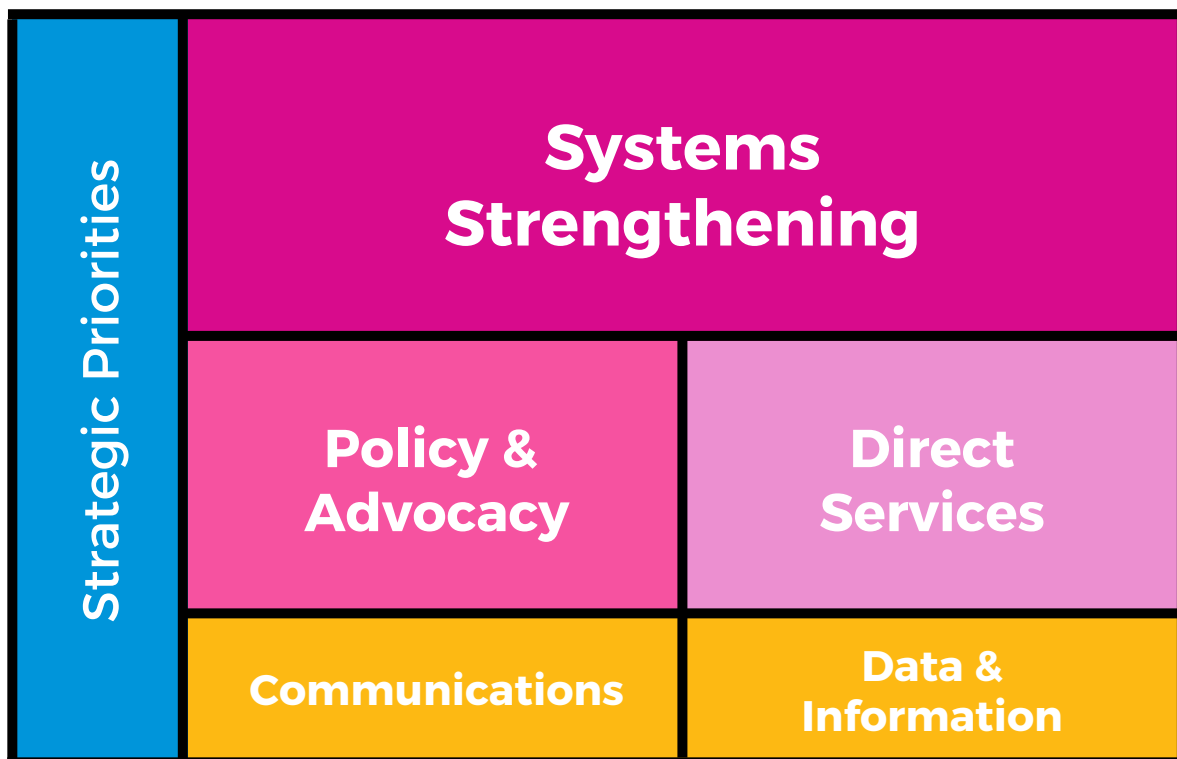 Strategic Priorities
Systems
Strengthening
Policy &
Advocacy
Direct
Services
Communications
Data &
Information